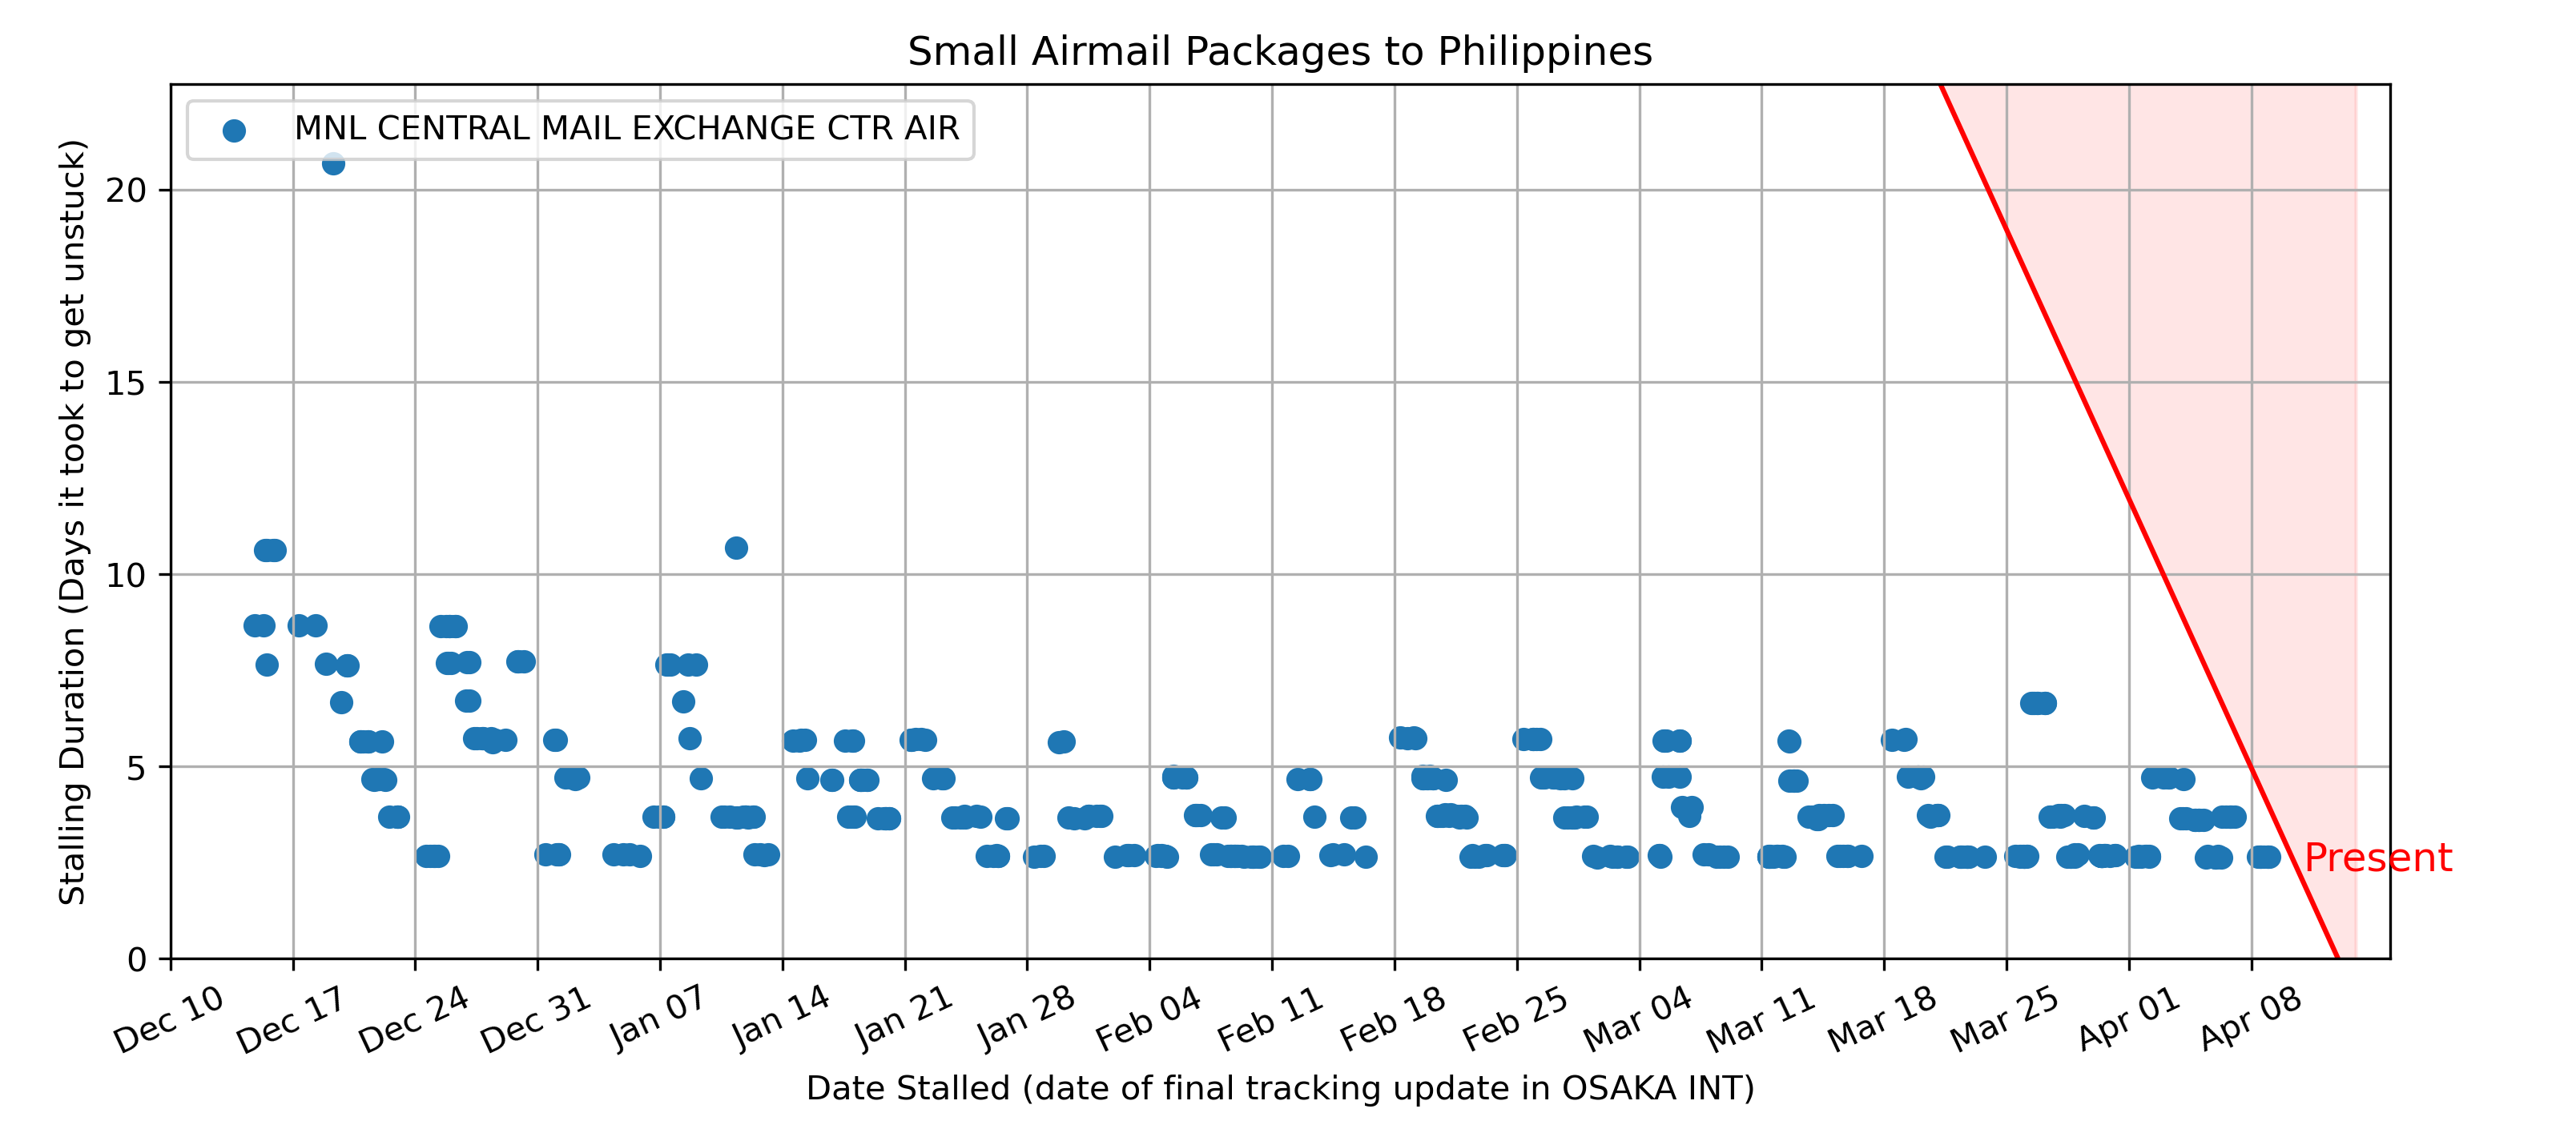 Small Airmail Packages to Philippines
MNL CENTRAL MAIL EXCHANGE CTR AIR
Stalling Duration (Days it took to get unstuck)
20
15
10
5
0
Present
Dec 10
Dec 17
Dec 24
Dec 31
Jan 07
Jan 14
Jan 21
Jan 28
Feb 04
Feb 11
Feb 18
Feb 25
Mar 04
Mar 11
Mar 18
Mar 25
Apr 01
Apr 08
Date Stalled (date of final tracking update in OSAKA INT)